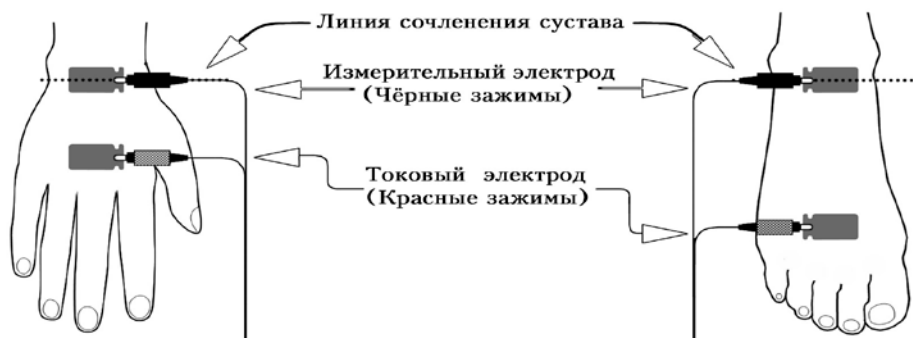 Линия сочленения сустава
Измерительный электрод
(Чёрные зажимы)
Токовый электрод
(Красные зажимы)